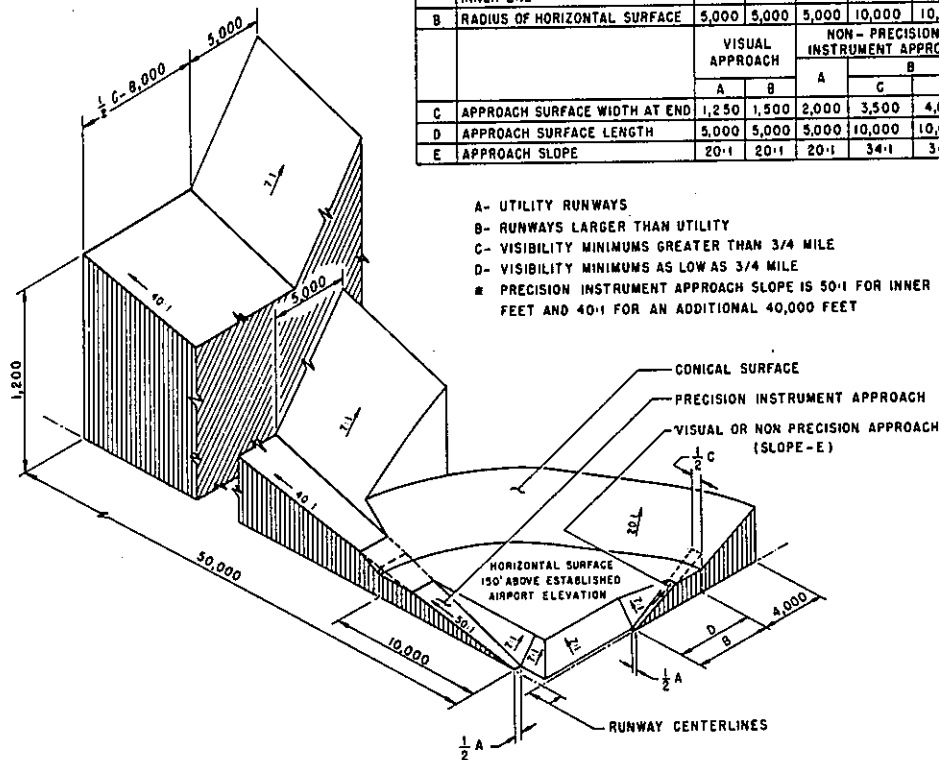 B RADIUS OF HORIZONTAL SURFACE 5,000 5,000 5,000 10,000 10,
VISUAL APPROACH
NON-PRECISION INSTRUMENT APPRO
A B
A B C
C APPROACH SURFACE WIDTH AT END 1,250 1,500 2,000 3,500
D APPROACH SURFACE LENGTH 5,000 5,000 5,000 10,000 10,
E APPROACH SLOPE 20:1 20:1 20:1 34:1
A- UTILITY RUNWAYS
B- RUNWAYS LARGER THAN UTILITY
C- VISIBILITY MINIMUMS GREATER THAN 3/4 MILE
D- VISIBILITY MINIMUMS AS LOW AS 3/4 MILE
* PRECISION INSTRUMENT APPROACH SLOPE IS 50:1 FOR INNER
FEET AND 40:1 FOR AN ADDITIONAL 40,000 FEET
5,000
1/2 C-8,000
7:1
40:1
5,000
1,200
7:1
CONICAL SURFACE
PRECISION INSTRUMENT APPROACH
VISUAL OR NON PRECISION APPROACH
(SLOPE-E)
1/2 C
40:1
20:1
HORIZONTAL SURFACE
150' ABOVE ESTABLISHED
AIRPORT ELEVATION
50,000
50:1
7:1
7:1
7:1
7:1
7:1
4,000
D
B
10,000
1/2 A
RUNWAY CENTERLINES
1/2 A